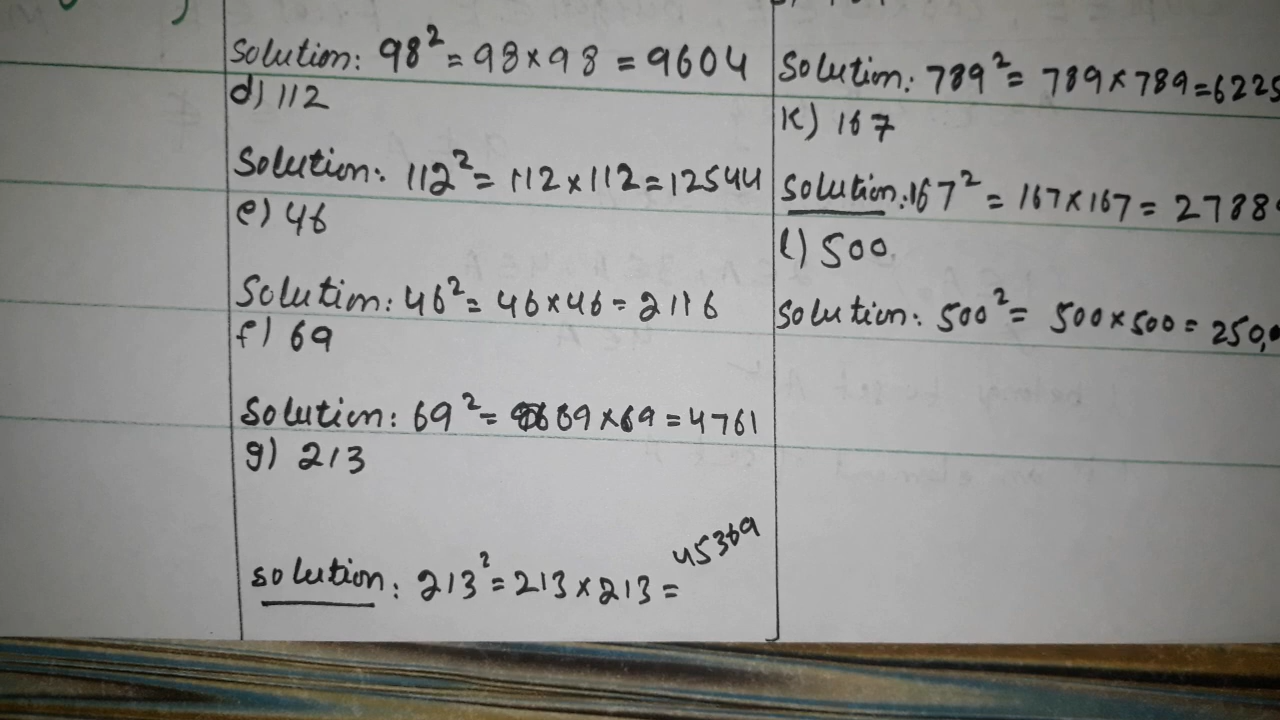 Solution: 98² = 98×98 = 9604
d) 112
Solution: 112² = 112×112 = 12544
e) 46
Solution: 46² = 46×46 = 2116
f) 69
Solution: 69² = 69×69 = 4761
g) 213
solution: 213² = 213×213 = 45369
Solution: 789² = 789×789 = 6225
K) 167
Solution: 167² = 167×167 = 2788
l) 500
Solution: 500² = 500×500 = 250,